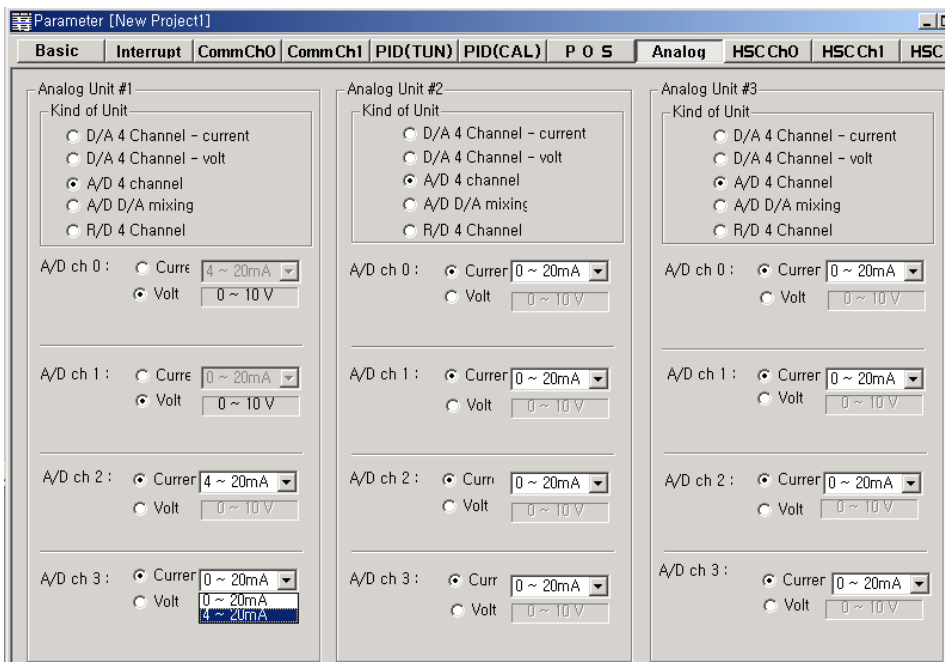 Parameter [New Project1]
Basic Interrupt CommCh0 CommCh1 PID(TUN) PID(CAL) P O S Analog HSCCh0 HSCCh1 HSC
Analog Unit #1
Kind of Unit
D/A 4 Channel - current
D/A 4 Channel - volt
A/D 4 channel
A/D D/A mixing
R/D 4 Channel
A/D ch 0 : Curre 4 ~ 20mA
Volt 0 ~ 10 V
A/D ch 1 : Curre 0 ~ 20mA
Volt 0 ~ 10 V
A/D ch 2 : Currer 4 ~ 20mA
Volt 0 ~ 10 V
A/D ch 3 : Currer 0 ~ 20mA
Volt 0 ~ 20mA
4 ~ 20mA
Analog Unit #2
Kind of Unit
D/A 4 Channel - current
D/A 4 Channel - volt
A/D 4 channel
A/D D/A mixing
R/D 4 Channel
A/D ch 0 : Currer 0 ~ 20mA
Volt 0 ~ 10 V
A/D ch 1 : Currer 0 ~ 20mA
Volt 0 ~ 10 V
A/D ch 2 : Curn 0 ~ 20mA
Volt 0 ~ 10 V
A/D ch 3 : Curr 0 ~ 20mA
Volt 0 ~ 10 V
Analog Unit #3
Kind of Unit
D/A 4 Channel - current
D/A 4 Channel - volt
A/D 4 channel
A/D D/A mixing
R/D 4 Channel
A/D ch 0 : Currer 0 ~ 20mA
Volt 0 ~ 10 V
A/D ch 1 : Currer 0 ~ 20mA
Volt 0 ~ 10 V
A/D ch 2 : Currer 0 ~ 20mA
Volt 0 ~ 10 V
A/D ch 3 : Currer 0 ~ 20mA
Volt 0 ~ 10 V